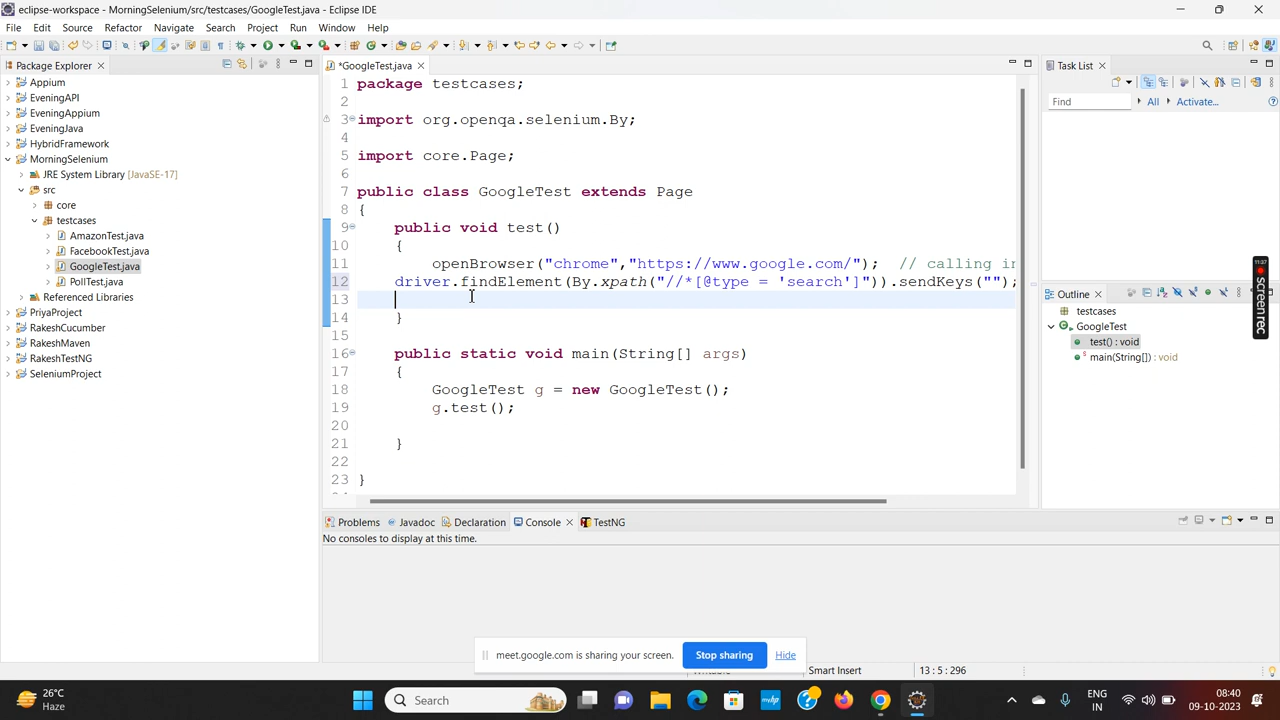 eclipse-workspace - MorningSelenium/src/testcases/GoogleTest.java - Eclipse IDE
File Edit Source Refactor Navigate Search Project Run Window Help
Package Explorer
*GoogleTest.java
Task List
Appium
EveningAPI
EveningAppium
EveningJava
HybridFramework
MorningSelenium
JRE System Library [JavaSE-17]
src
core
testcases
AmazonTest.java
FacebookTest.java
GoogleTest.java
PollTest.java
Referenced Libraries
PriyaProject
RakeshCucumber
RakeshMaven
RakeshTestNG
SeleniumProject
1 package testcases;
2
3 import org.openqa.selenium.By;
4
5 import core.Page;
6
7 public class GoogleTest extends Page
8 {
9 public void test()
10 {
11 openBrowser("chrome","https://www.google.com/"); // calling in
12 driver.findElement(By.xpath("//*[@type = 'search']")).sendKeys("");
13
14 }
15
16 public static void main(String[] args)
17 {
18 GoogleTest g = new GoogleTest();
19 g.test();
20
21 }
22
23 }
Find All Activate...
Outline
testcases
GoogleTest
test() : void
main(String[]) : void
11:37
screenrec
Problems Javadoc Declaration Console TestNG
No consoles to display at this time.
meet.google.com is sharing your screen. Stop sharing Hide
Smart Insert 13 : 5 : 296
26°C
Haze
Search
ENG
IN
08:40
09-10-2023